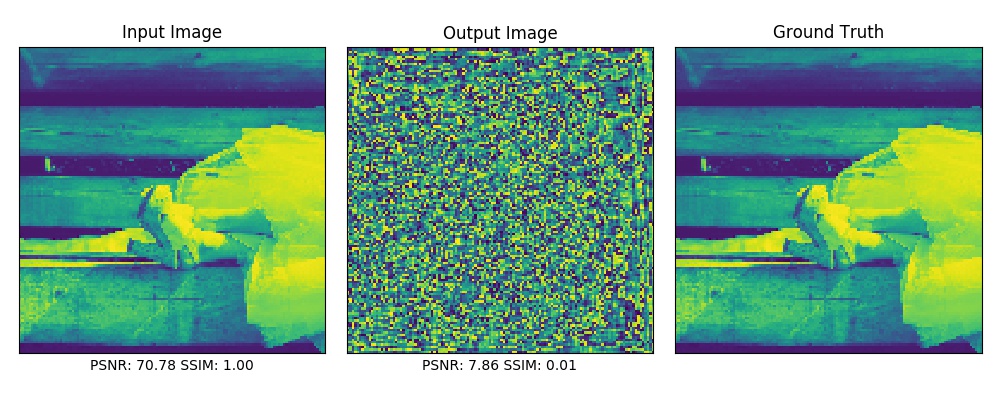 Input Image
Output Image
Ground Truth
PSNR: 70.78 SSIM: 1.00
PSNR: 7.86 SSIM: 0.01